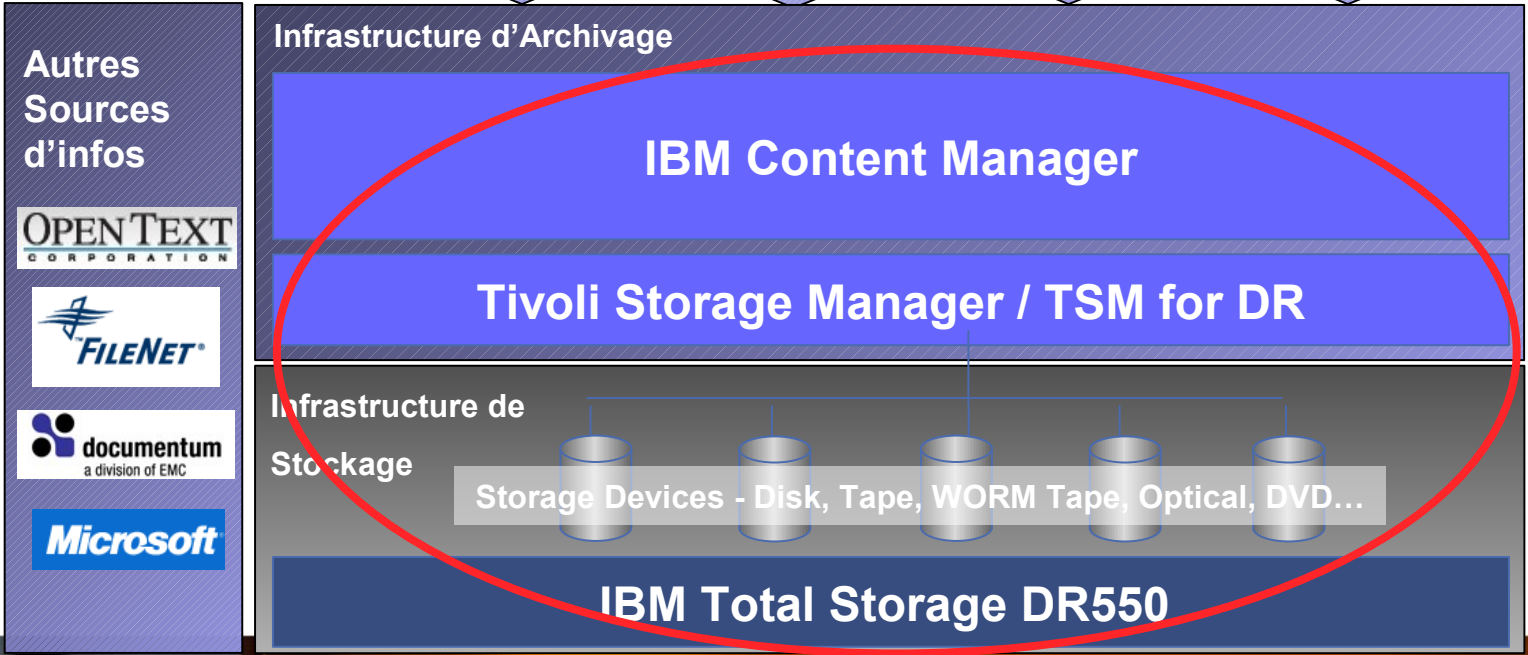 Autres
Sources
d’infos
OPEN TEXT
CORPORATION
FILENET®
documentum
a division of EMC
Microsoft
Infrastructure d’Archivage
IBM Content Manager
Tivoli Storage Manager / TSM for DR
Infrastructure de
Stockage
Storage Devices - Disk, Tape, WORM Tape, Optical, DVD…
IBM Total Storage DR550